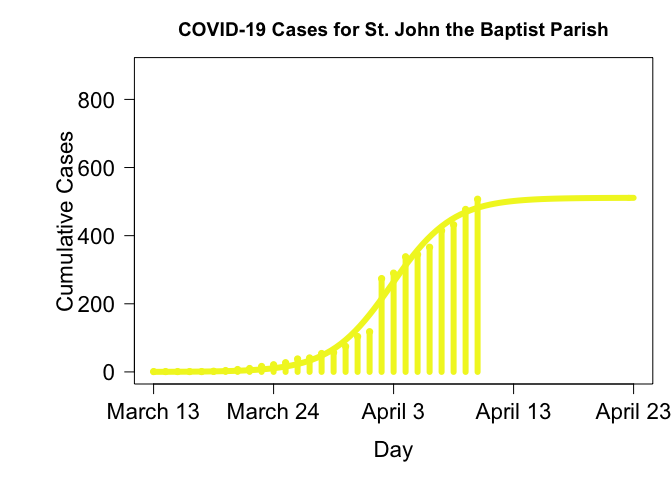 COVID-19 Cases for St. John the Baptist Parish
Cumulative Cases
800
600
400
200
0
March 13
March 24
April 3
April 13
April 23
Day